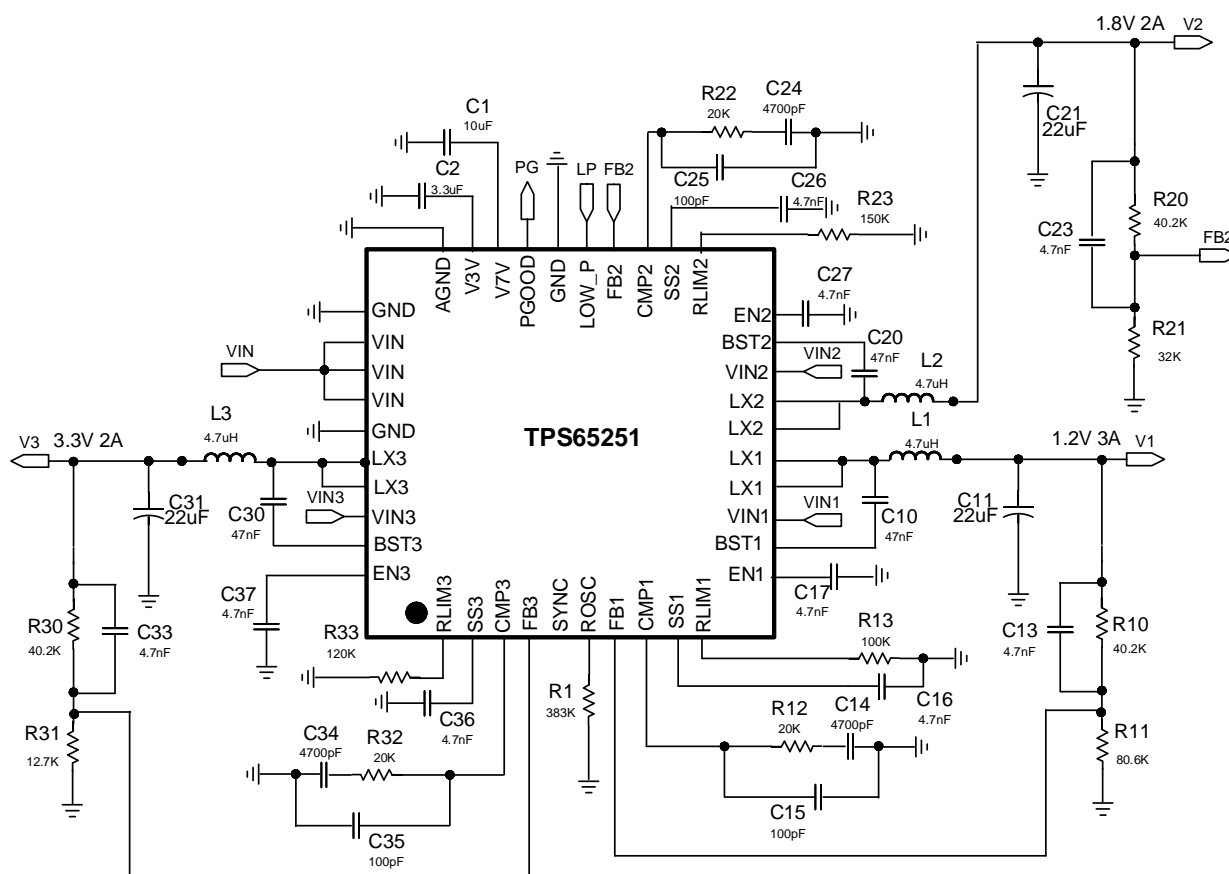 1.8V 2A V2
C24
4700pF
R22
20K
C21
22uF
C1
10uF
C2
3.3uF
PG LP FB2
C25
100pF
C26
4.7nF
R23
150K
R20
40.2K
C23
4.7nF
FB2
AGND V3V V7V PGOOD GND LOW_P FB2 CMP2 SS2 RLIM2
C27
4.7nF
GND
VIN
VIN
VIN
GND
LX3
LX3
VIN3
BST3
EN3
EN2
BST2
VIN2
LX2
LX2
LX1
LX1
VIN1
BST1
EN1
VIN
C20
47nF
VIN2
R21
32K
L2
4.7uH
L3
4.7uH
TPS65251
L1
4.7uH
V3 3.3V 2A
1.2V 3A V1
C31
22uF
C30
47nF
VIN3
VIN1
C10
47nF
C11
22uF
C37
4.7nF
C17
4.7nF
RLIM3 SS3 CMP3 FB3 SYNC ROSC FB1 CMP1 SS1 RLIM1
R30
40.2K
C33
4.7nF
R33
120K
R13
100K
C13
4.7nF
R10
40.2K
C36
4.7nF
R1
383K
C16
4.7nF
R31
12.7K
C34
4700pF
R32
20K
R12
20K
C14
4700pF
R11
80.6K
C35
100pF
C15
100pF